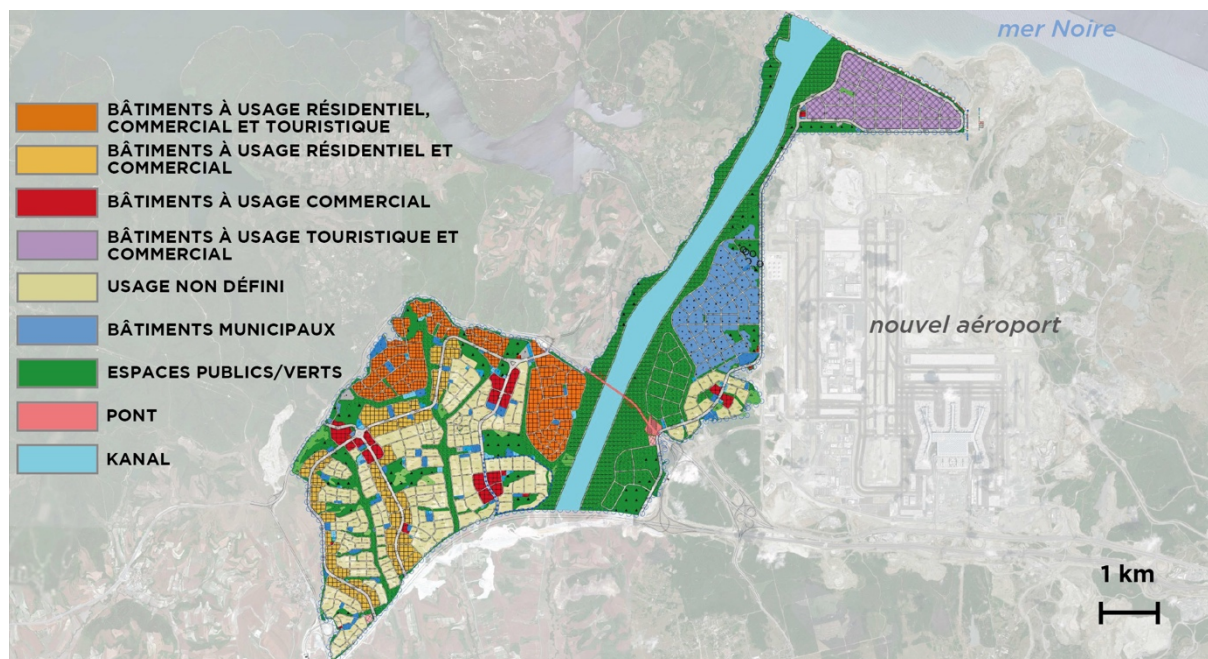 mer Noire
BÂTIMENTS À USAGE RÉSIDENTIEL,
COMMERCIAL ET TOURISTIQUE
BÂTIMENTS À USAGE RÉSIDENTIEL ET
COMMERCIAL
BÂTIMENTS À USAGE COMMERCIAL
BÂTIMENTS À USAGE TOURISTIQUE ET
COMMERCIAL
USAGE NON DÉFINI
BÂTIMENTS MUNICIPAUX
ESPACES PUBLICS/VERTS
PONT
KANAL
nouvel aéroport
1 km